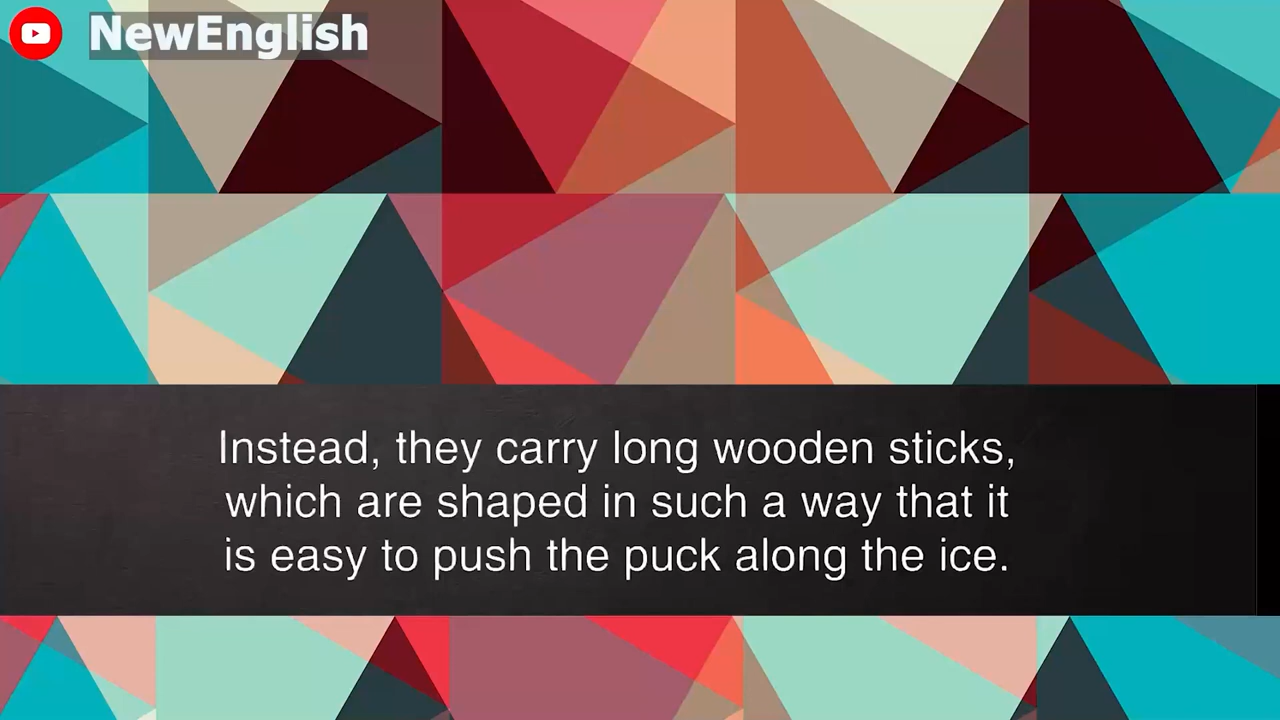 NewEnglish
Instead, they carry long wooden sticks,
which are shaped in such a way that it
is easy to push the puck along the ice.